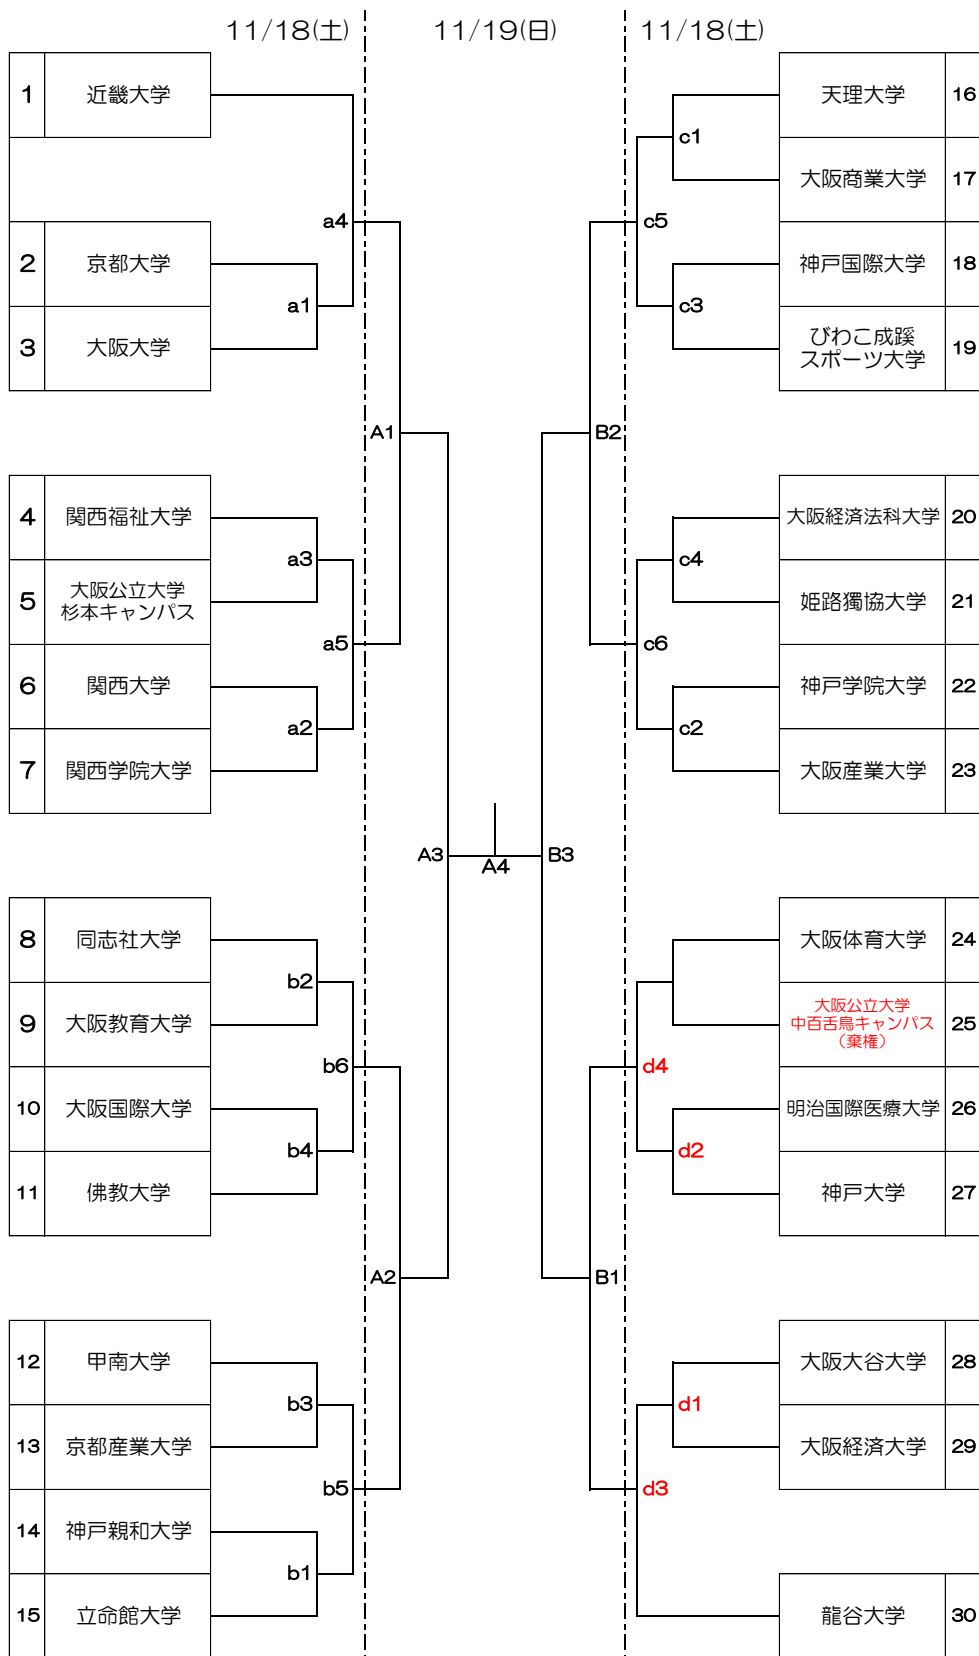 11/18(土)
11/19(日)
11/18(土)
1 近畿大学
2 京都大学
3 大阪大学
4 関西福祉大学
5 大阪公立大学
杉本キャンパス
6 関西大学
7 関西学院大学
8 同志社大学
9 大阪教育大学
10 大阪国際大学
11 佛教大学
12 甲南大学
13 京都産業大学
14 神戸親和大学
15 立命館大学
a4
a1
a3
a5
a2
b2
b6
b4
b3
b5
b1
A1
A2
A3
A4
B3
B2
B1
c1
c5
c3
c4
c6
c2
d4
d2
d1
d3
天理大学 16
大阪商業大学 17
神戸国際大学 18
びわこ成蹊
スポーツ大学 19
大阪経済法科大学 20
姫路獨協大学 21
神戸学院大学 22
大阪産業大学 23
大阪体育大学 24
大阪公立大学
中百舌鳥キャンパス 25
（棄権）
明治国際医療大学 26
神戸大学 27
大阪大谷大学 28
大阪経済大学 29
龍谷大学 30